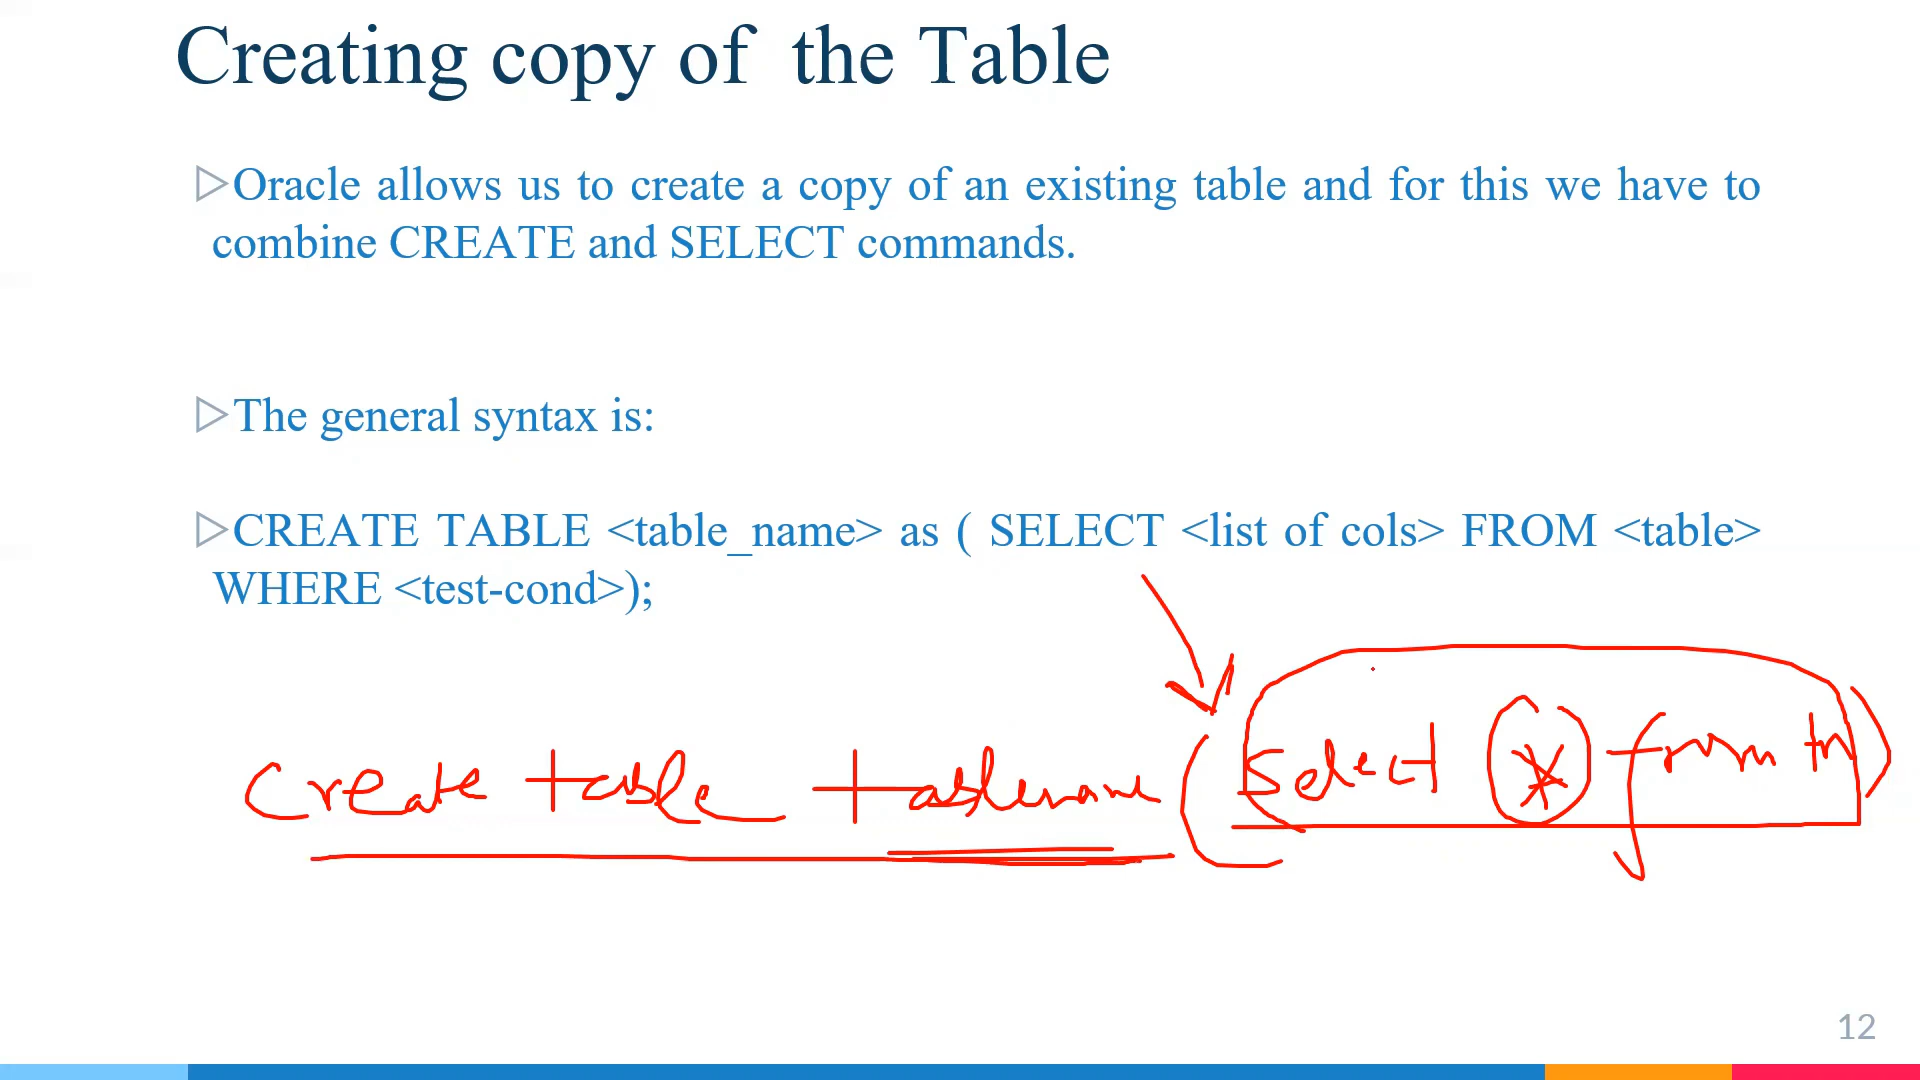 Creating copy of the Table
Oracle allows us to create a copy of an existing table and for this we have to
combine CREATE and SELECT commands.
The general syntax is:
CREATE TABLE <table_name> as ( SELECT <list of cols> FROM <table>
WHERE <test-cond>);
Create table tablename (Select * from tn)
12